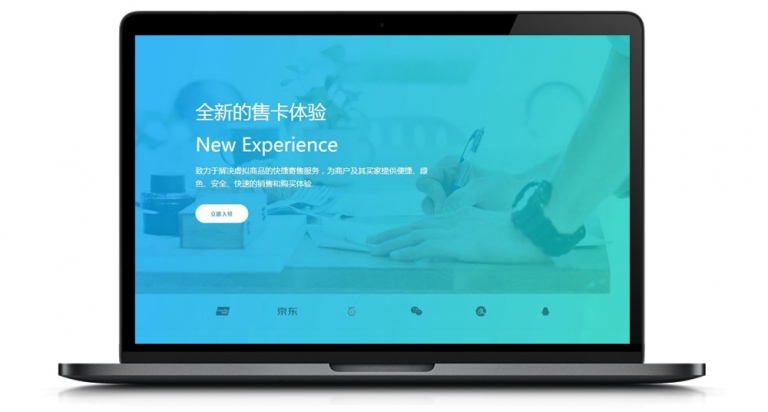 全新的售卡体验
New Experience
致力于解决虚拟商品的快捷寄售服务，为商户及其买家提供便捷、绿
色、安全、快速的销售和购买体验
立即入驻
京东